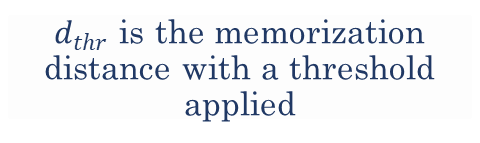 d_thr is the memorization
distance with a threshold
applied